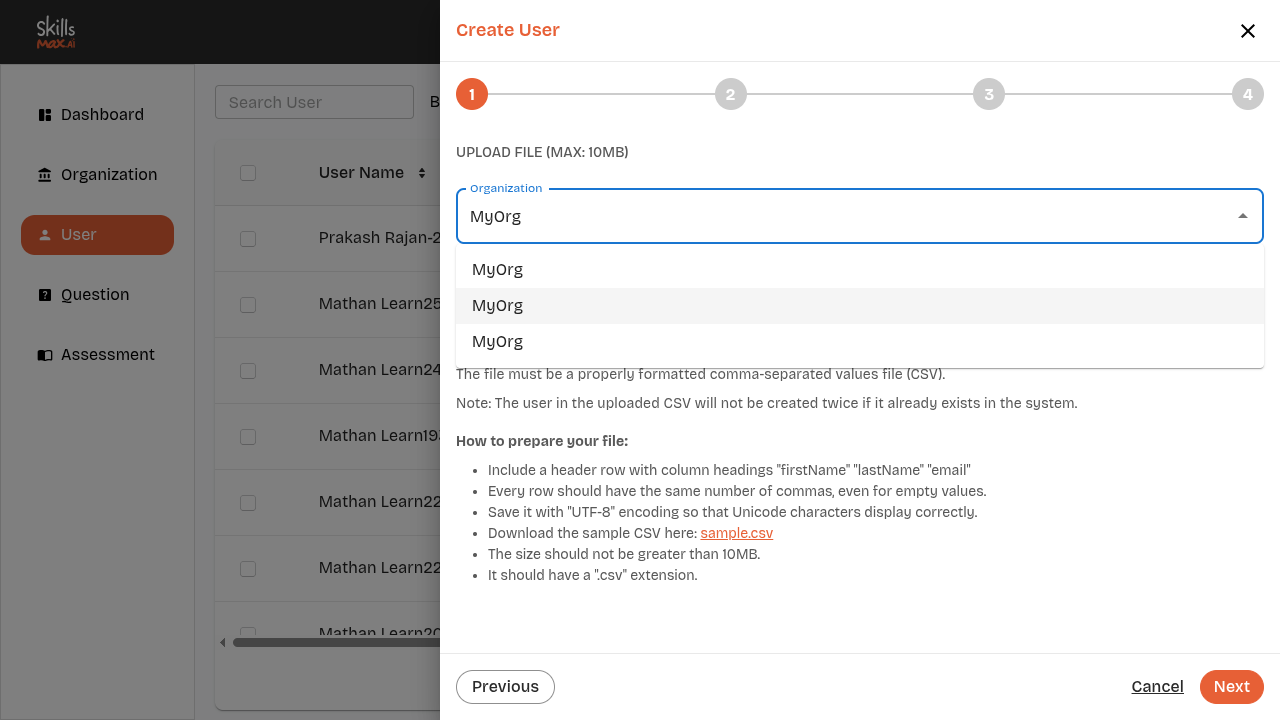 Skills
Max.Ai
Dashboard
Organization
User
Question
Assessment
Search User
B
User Name
Prakash Rajan-2
Mathan Learn25
Mathan Learn24
Mathan Learn193
Mathan Learn22
Mathan Learn22
Mathan Learn20
Create User
1
2
3
4
UPLOAD FILE (MAX: 10MB)
Organization
MyOrg
MyOrg
MyOrg
MyOrg
The file must be a properly formatted comma-separated values file (CSV).
Note: The user in the uploaded CSV will not be created twice if it already exists in the system.
How to prepare your file:
• Include a header row with column headings "firstName" "lastName" "email"
• Every row should have the same number of commas, even for empty values.
• Save it with "UTF-8" encoding so that Unicode characters display correctly.
• Download the sample CSV here: sample.csv
• The size should not be greater than 10MB.
• It should have a ".csv" extension.
Previous
Cancel
Next